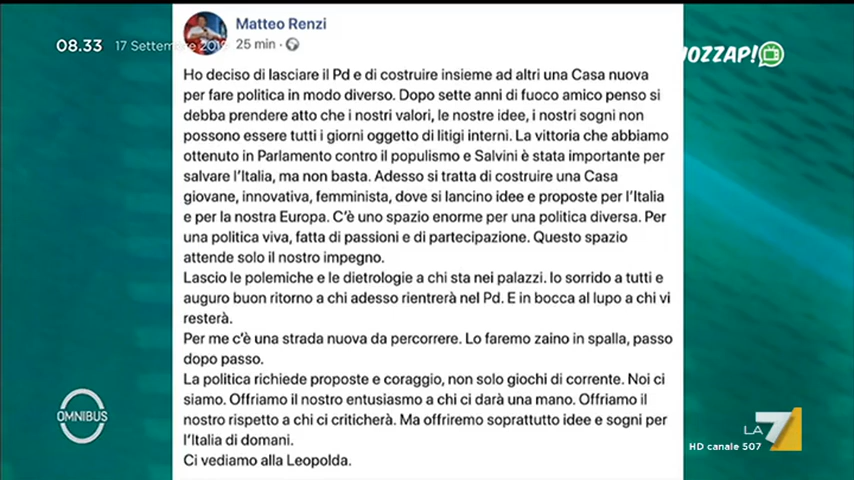 08.33
17 Settembre 2019
Matteo Renzi
25 min
Ho deciso di lasciare il Pd e di costruire insieme ad altri una Casa nuova
per fare politica in modo diverso. Dopo sette anni di fuoco amico penso si
debba prendere atto che i nostri valori, le nostre idee, i nostri sogni non
possono essere tutti i giorni oggetto di litigi interni. La vittoria che abbiamo
ottenuto in Parlamento contro il populismo e Salvini è stata importante per
salvare l'Italia, ma non basta. Adesso si tratta di costruire una Casa
giovane, innovativa, femminista, dove si lancino idee e proposte per l'Italia
e per la nostra Europa. C'è uno spazio enorme per una politica diversa. Per
una politica viva, fatta di passioni e di partecipazione. Questo spazio
attende solo il nostro impegno.
Lascio le polemiche e le dietrologie a chi sta nei palazzi. Io sorrido a tutti e
auguro buon ritorno a chi adesso rientrerà nel Pd. E in bocca al lupo a chi vi
resterà.
Per me c'è una strada nuova da percorrere. Lo faremo zaino in spalla, passo
dopo passo.
La politica richiede proposte e coraggio, non solo giochi di corrente. Noi ci
siamo. Offriamo il nostro entusiasmo a chi ci darà una mano. Offriamo il
nostro rispetto a chi ci criticherà. Ma offriremo soprattutto idee e sogni per
l'Italia di domani.
Ci vediamo alla Leopolda.
OMNIBUS
LA 7
HD canale 507